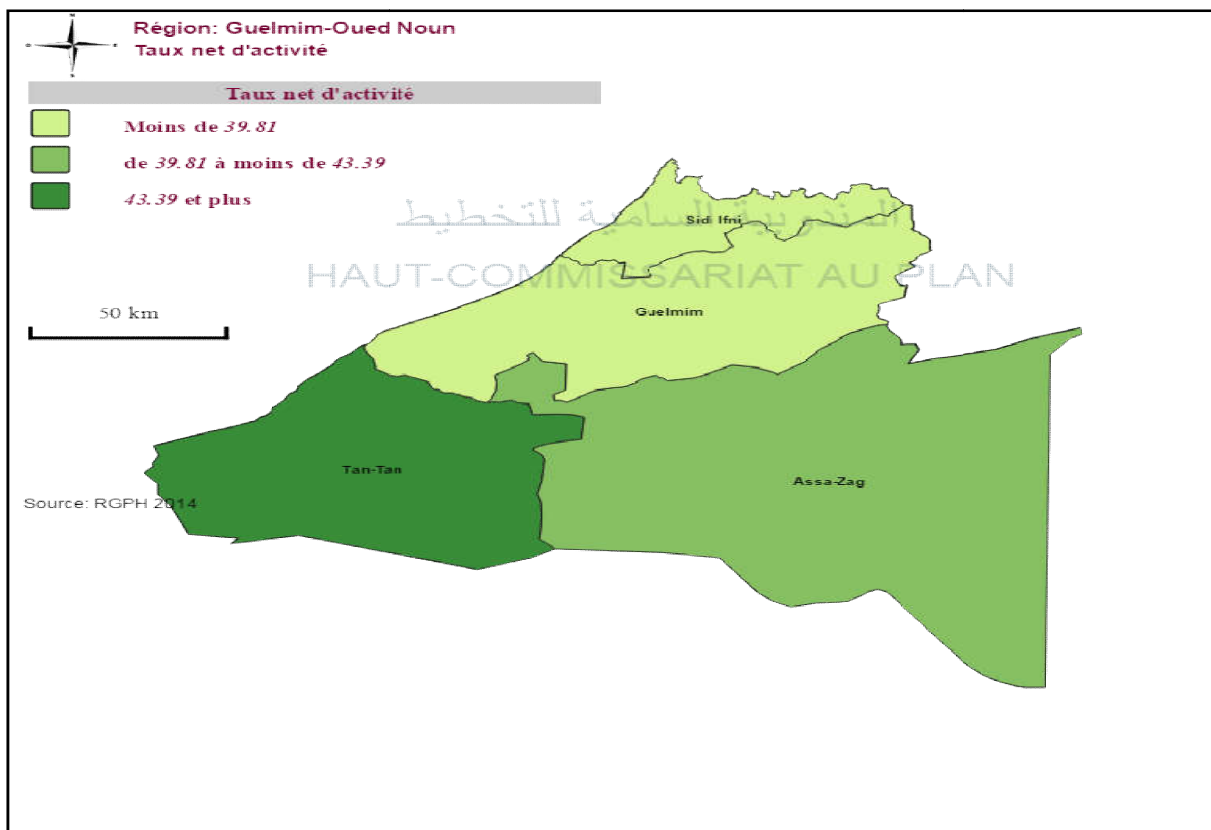 N
Région: Guelmim-Oued Noun
Taux net d'activité
Taux net d'activité
Moins de 39.81
de 39.81 à moins de 43.39
43.39 et plus
المندوبية السامية للتخطيط
Sidi Ifni
HAUT-COMMISSARIAT AU PLAN
50 km
Guelmim
Tan-Tan
Assa-Zag
Source: RGPH 2014